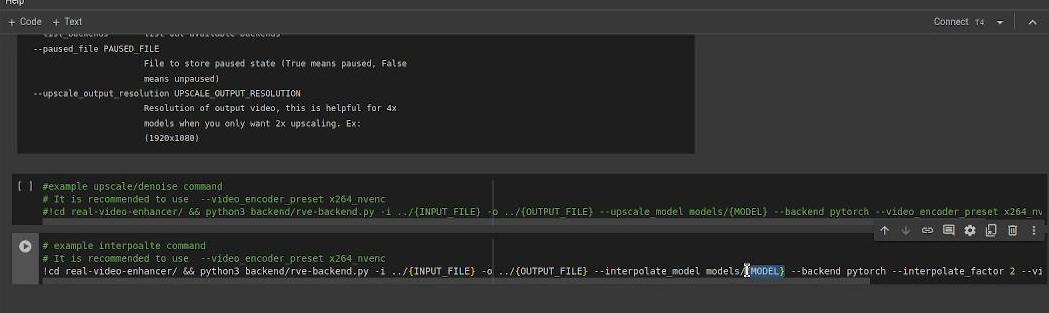 Help
+ Code + Text Connect T4
--list_backends list out available backends
--paused_file PAUSED_FILE
File to store paused state (True means paused, False
means unpaused)
--upscale_output_resolution UPSCALE_OUTPUT_RESOLUTION
Resolution of output video, this is helpful for 4x
models when you only want 2x upscaling. Ex:
(1920x1080)
[ ] #example upscale/denoise command
# It is recommended to use --video_encoder_preset x264_nvenc
#!cd real-video-enhancer/ && python3 backend/rve-backend.py -i ../{INPUT_FILE} -o ../{OUTPUT_FILE} --upscale_model models/{MODEL} --backend pytorch --video_encoder_preset x264_nv
# example interpoalte command
# It is recommended to use --video_encoder_preset x264_nvenc
!cd real-video-enhancer/ && python3 backend/rve-backend.py -i ../{INPUT_FILE} -o ../{OUTPUT_FILE} --interpolate_model models/{MODEL} --backend pytorch --interpolate_factor 2 --vi